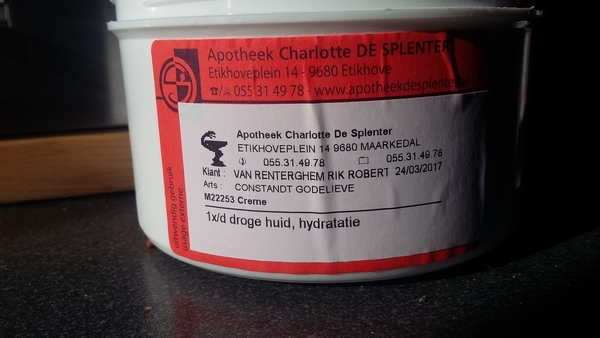 Apotheek Charlotte DE SPLENTER
Etikhoveplein 14 - 9680 Etikhove
☎/ 055 31 49 78 - www.apotheekdesplenter.
Apotheek Charlotte De Splenter
ETIKHOVEPLEIN 14 9680 MAARKEDAL
055.31.49.78 055.31.49.78
Klant : VAN RENTERGHEM RIK ROBERT 24/03/2017
Arts : CONSTANDT GODELIEVE
M22253 Creme
1x/d droge huid, hydratatie
uitwendig gebruik
usage externe